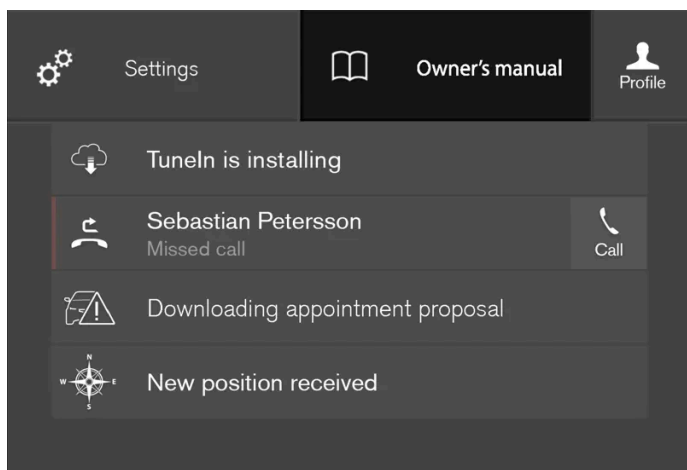 Settings
Owner's manual
Profile
TuneIn is installing
Sebastian Petersson
Missed call
Call
Downloading appointment proposal
N
W
E
S
New position received